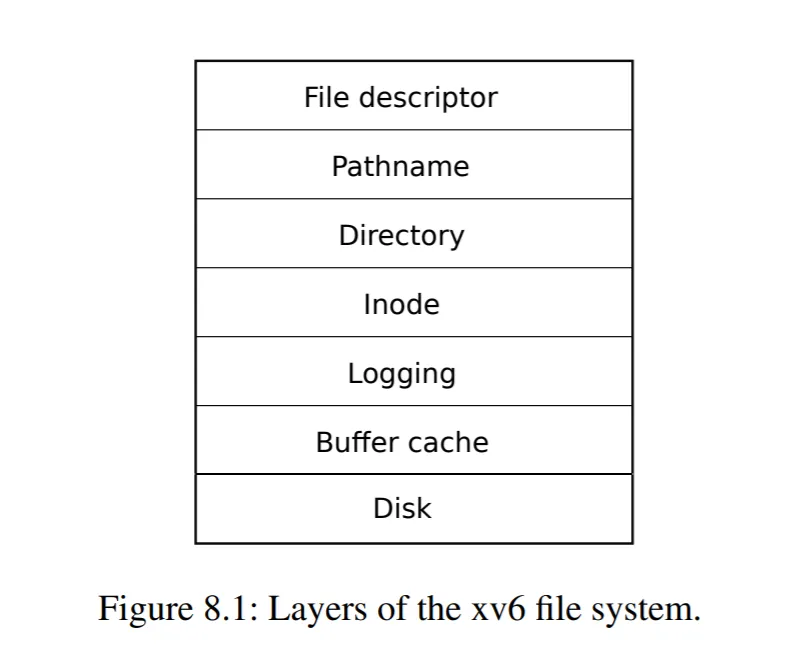 File descriptor
Pathname
Directory
Inode
Logging
Buffer cache
Disk
Figure 8.1: Layers of the xv6 file system.